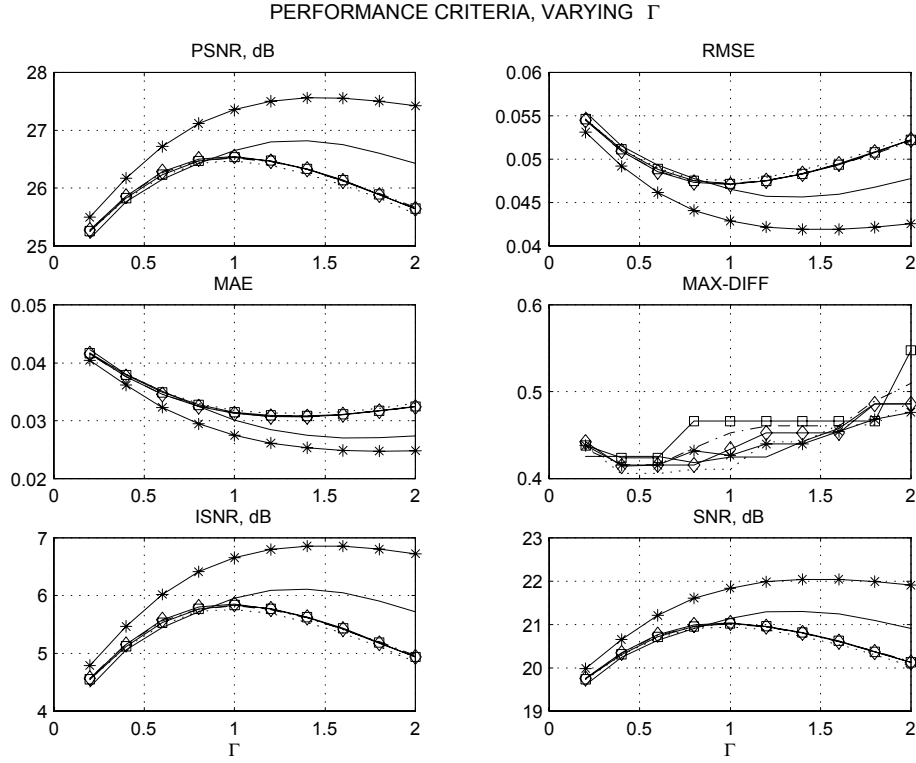 PERFORMANCE CRITERIA, VARYING Γ
PSNR, dB
28
27
26
25
0 0.5 1 1.5 2
RMSE
0.06
0.055
0.05
0.045
0.04
0 0.5 1 1.5 2
MAE
0.05
0.04
0.03
0.02
0 0.5 1 1.5 2
MAX-DIFF
0.6
0.5
0.4
0 0.5 1 1.5 2
ISNR, dB
7
6
5
4
0 0.5 1 1.5 2
Γ
SNR, dB
23
22
21
20
19
0 0.5 1 1.5 2
Γ